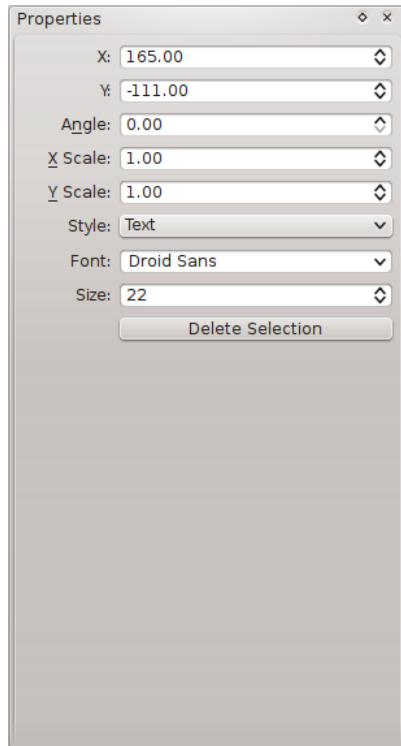 Properties
X: 165.00
Y: -111.00
Angle: 0.00
X Scale: 1.00
Y Scale: 1.00
Style: Text
Font: Droid Sans
Size: 22
Delete Selection